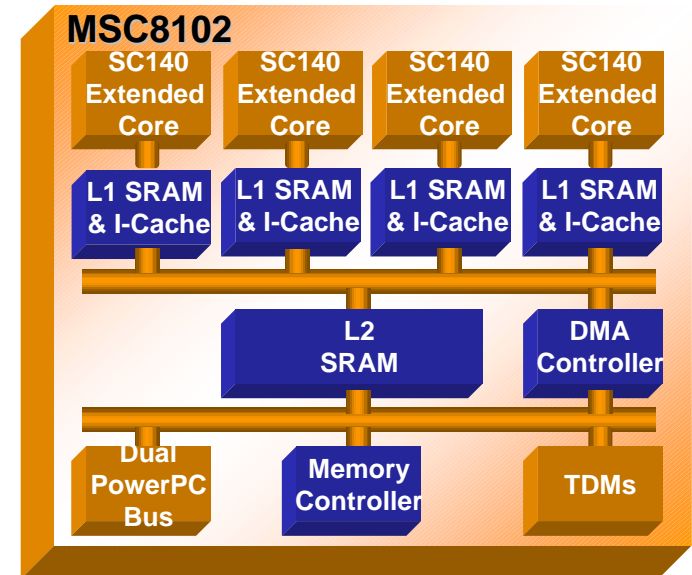 MSC8102
SC140
Extended
Core
SC140
Extended
Core
SC140
Extended
Core
SC140
Extended
Core
L1 SRAM
& I-Cache
L1 SRAM
& I-Cache
L1 SRAM
& I-Cache
L1 SRAM
& I-Cache
L2
SRAM
DMA
Controller
Dual
PowerPC
Bus
Memory
Controller
TDMs